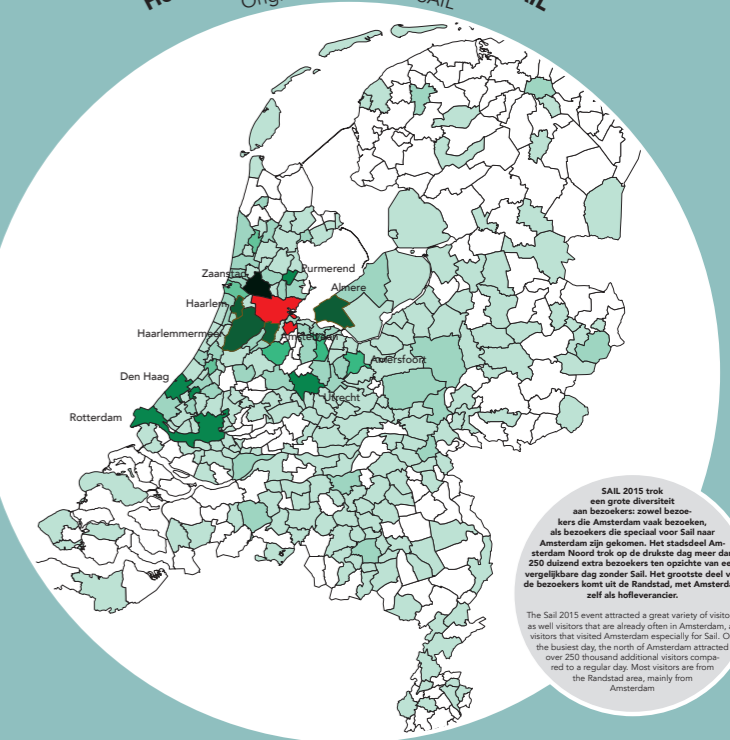 Zaanstad
Purmerend
Almere
Haarlem
Haarlemmermeer
Amstelveen
Amersfoort
Den Haag
Utrecht
Rotterdam
SAIL 2015 trok
een grote diversiteit
aan bezoekers: zowel bezoe-
kers die Amsterdam vaak bezoeken,
als bezoekers die speciaal voor Sail naar
Amsterdam zijn gekomen. Het stadsdeel Am-
sterdam Noord trok op de drukste dag meer dan
250 duizend extra bezoekers ten opzichte van een
vergelijkbare dag zonder Sail. Het grootste deel v
de bezoekers komt uit de Randstad, met Amsterda
zelf als hofleverancier.
The Sail 2015 event attracted a great variety of visitor
as well visitors that are already often in Amsterdam, a
visitors that visited Amsterdam especially for Sail. O
the busiest day, the north of Amsterdam attracted
over 250 thousand additional visitors compa-
red to a regular day. Most visitors are from
the Randstad area, mainly from
Amsterdam